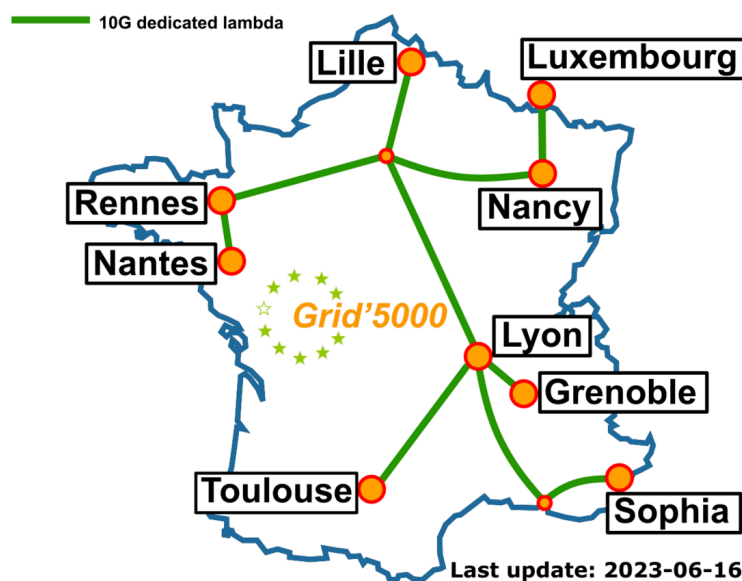 10G dedicated lambda
Lille
Luxembourg
Rennes
Nancy
Nantes
Grid'5000
Lyon
Grenoble
Toulouse
Sophia
Last update: 2023-06-16